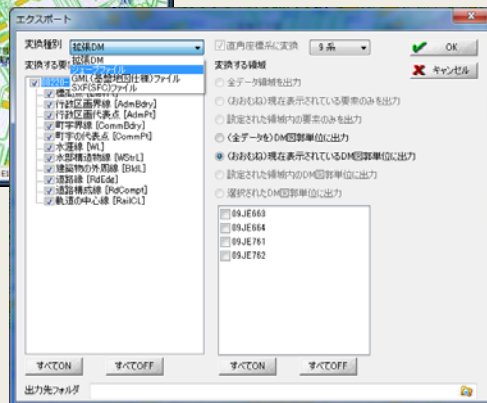 エクスポート
変換種別 拡張DM
拡張DM
シェープファイル
GML(基盤地図仕様)ファイル
SXF(SFC)ファイル
直角座標系に変換 9系
OK
キャンセル
変換する要
行政区画界線 [AdmBdry]
行政区画代表点 [AdmPt]
町字界線 [CommBdry]
町字の代表点 [CommPt]
水涯線 [WL]
水部構造物線 [WStrL]
建築物の外周線 [BldL]
道路縁 [RdEdg]
道路構成線 [RdCompt]
軌道の中心線 [RailCL]
すべてON すべてOFF
変換する領域
全データ領域を出力
(おおむね)現在表示されている要素のみを出力
設定された領域内の要素のみを出力
(全データを)DM図郭単位に出力
(おおむね)現在表示されているDM図郭単位に出力
設定された領域内のDM図郭単位に出力
選択されたDM図郭単位に出力
09JE663
09JE664
09JE761
09JE762
すべてON すべてOFF
出力先フォルダ